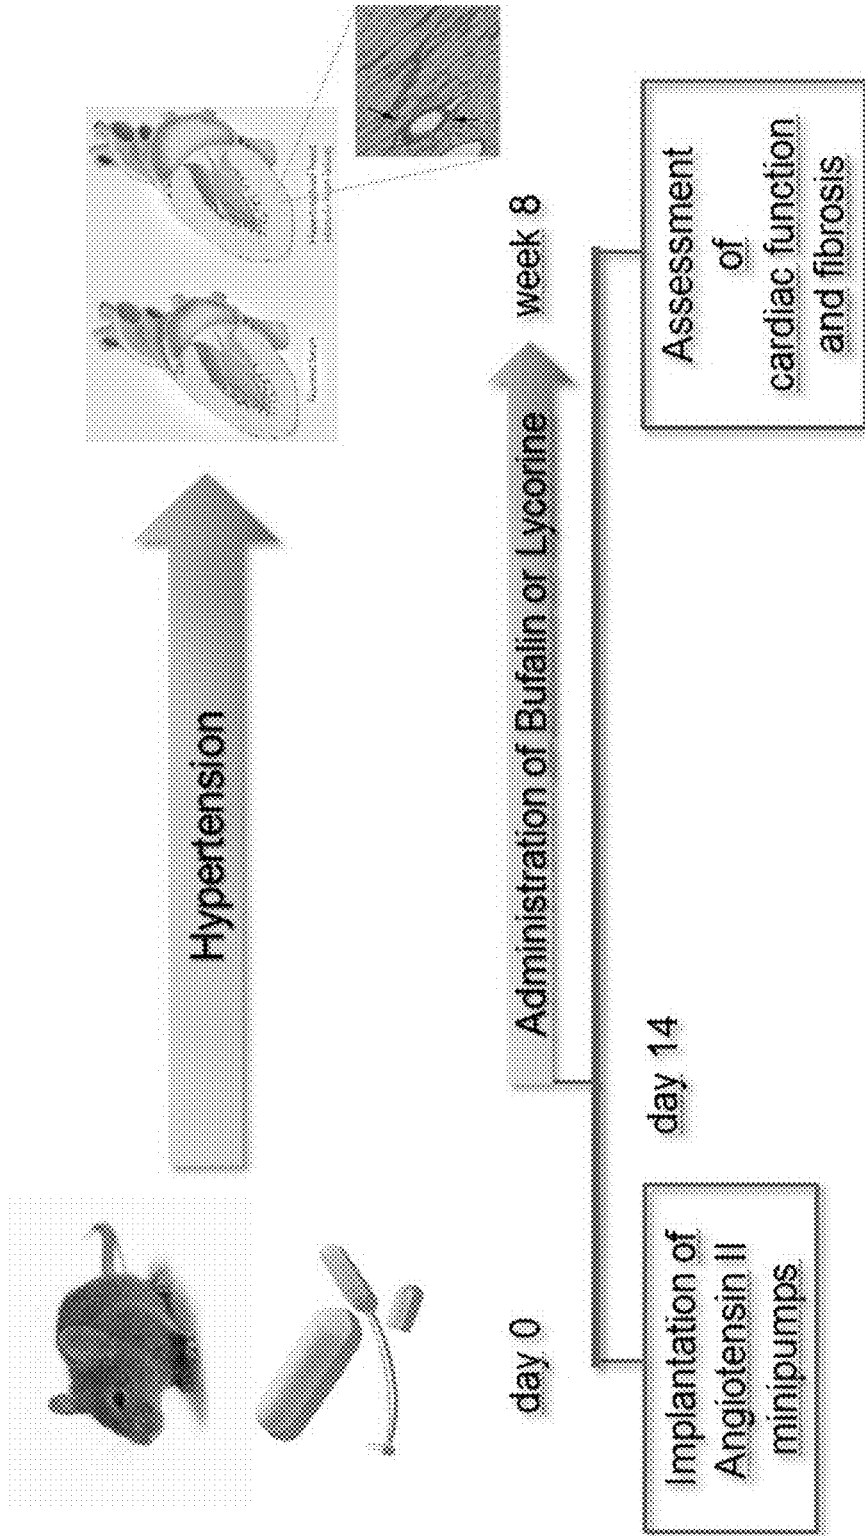 Hypertension
day 0
Administration of Bufalin or Lycorine
week 8
day 14
Implantation of
Angiotensin II
minipumps
Assessment
of
cardiac function
and fibrosis